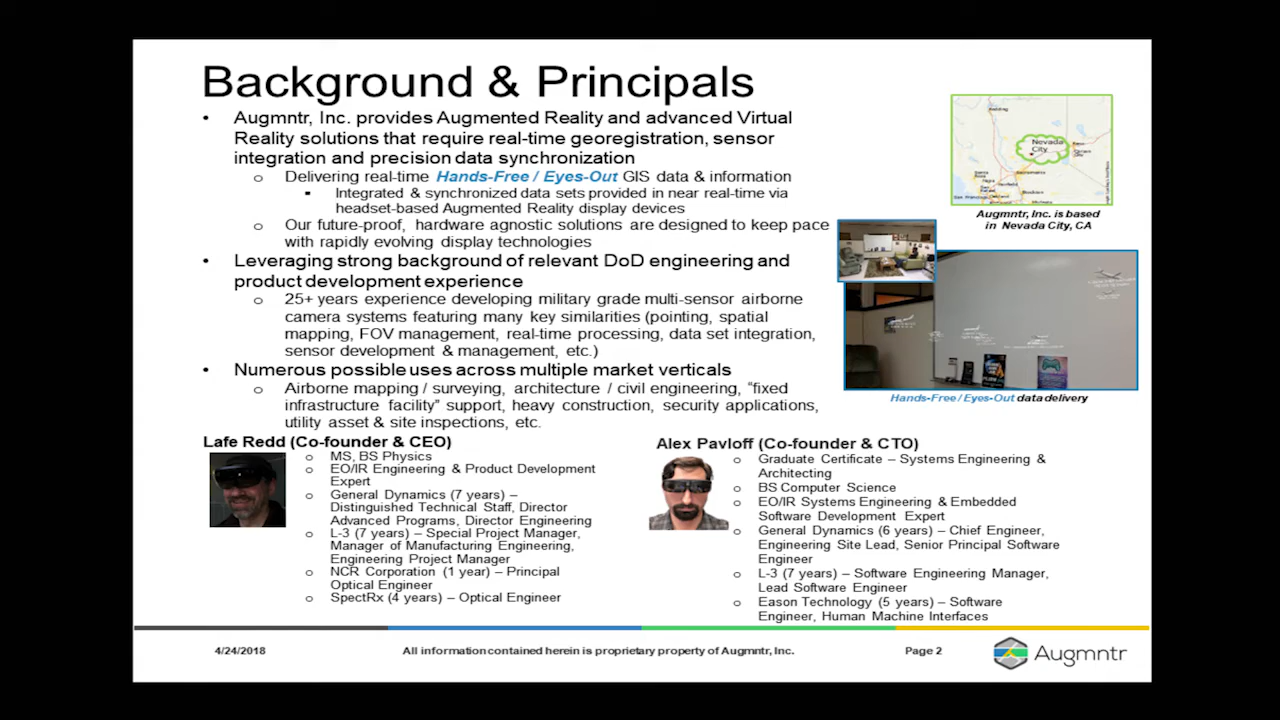 Background & Principals
• Augmntr, Inc. provides Augmented Reality and advanced Virtual
Reality solutions that require real-time georegistration, sensor
integration and precision data synchronization
o Delivering real-time Hands-Free / Eyes-Out GIS data & information
▪ Integrated & synchronized data sets provided in near real-time via
headset-based Augmented Reality display devices
o Our future-proof, hardware agnostic solutions are designed to keep pace
with rapidly evolving display technologies
• Leveraging strong background of relevant DoD engineering and
product development experience
o 25+ years experience developing military grade multi-sensor airborne
camera systems featuring many key similarities (pointing, spatial
mapping, FOV management, real-time processing, data set integration,
sensor development & management, etc.)
• Numerous possible uses across multiple market verticals
o Airborne mapping / surveying, architecture / civil engineering, “fixed
infrastructure facility” support, heavy construction, security applications,
utility asset & site inspections, etc.
Redding
Nevada
City
Sacramento
San Francisco
Augmntr, Inc. is based
in Nevada City, CA
Hands-Free / Eyes-Out data delivery
Lafe Redd (Co-founder & CEO)
o MS, BS Physics
o EO/IR Engineering & Product Development
Expert
o General Dynamics (7 years) –
Distinguished Technical Staff, Director
Advanced Programs, Director Engineering
o L-3 (7 years) – Special Project Manager,
Manager of Manufacturing Engineering,
Engineering Project Manager
o NCR Corporation (1 year) – Principal
Optical Engineer
o SpectRx (4 years) – Optical Engineer
Alex Pavloff (Co-founder & CTO)
o Graduate Certificate – Systems Engineering &
Architecting
o BS Computer Science
o EO/IR Systems Engineering & Embedded
Software Development Expert
o General Dynamics (6 years) – Chief Engineer,
Engineering Site Lead, Senior Principal Software
Engineer
o L-3 (7 years) – Software Engineering Manager,
Lead Software Engineer
o Eason Technology (5 years) – Software
Engineer, Human Machine Interfaces
4/24/2018
All information contained herein is proprietary property of Augmntr, Inc.
Page 2
Augmntr